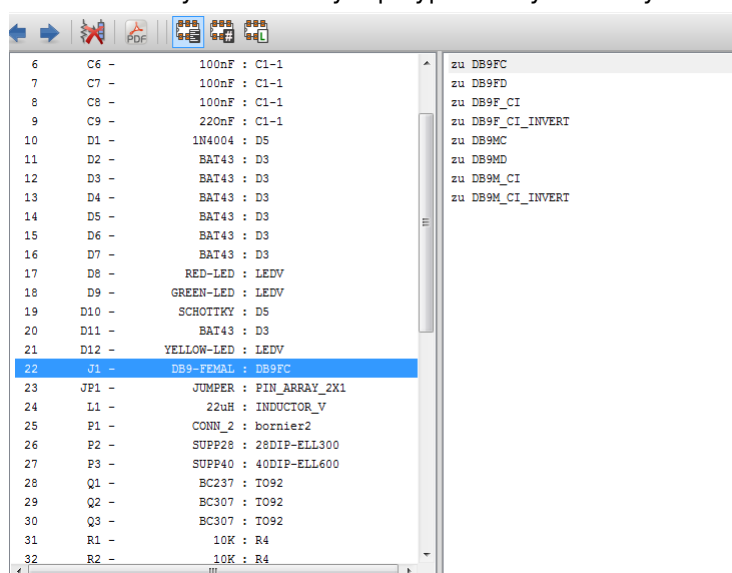 PDF
#
L
6 C6 - 100nF : C1-1
7 C7 - 100nF : C1-1
8 C8 - 100nF : C1-1
9 C9 - 220nF : C1-1
10 D1 - 1N4004 : D5
11 D2 - BAT43 : D3
12 D3 - BAT43 : D3
13 D4 - BAT43 : D3
14 D5 - BAT43 : D3
15 D6 - BAT43 : D3
16 D7 - BAT43 : D3
17 D8 - RED-LED : LEDV
18 D9 - GREEN-LED : LEDV
19 D10 - SCHOTTKY : D5
20 D11 - BAT43 : D3
21 D12 - YELLOW-LED : LEDV
22 J1 - DB9-FEMAL : DB9FC
23 JP1 - JUMPER : PIN_ARRAY_2X1
24 L1 - 22uH : INDUCTOR_V
25 P1 - CONN_2 : bornier2
26 P2 - SUPP28 : 28DIP-ELL300
27 P3 - SUPP40 : 40DIP-ELL600
28 Q1 - BC237 : TO92
29 Q2 - BC307 : TO92
30 Q3 - BC307 : TO92
31 R1 - 10K : R4
32 R2 - 10K : R4
zu DB9FC
zu DB9FD
zu DB9F_CI
zu DB9F_CI_INVERT
zu DB9MC
zu DB9MD
zu DB9M_CI
zu DB9M_CI_INVERT